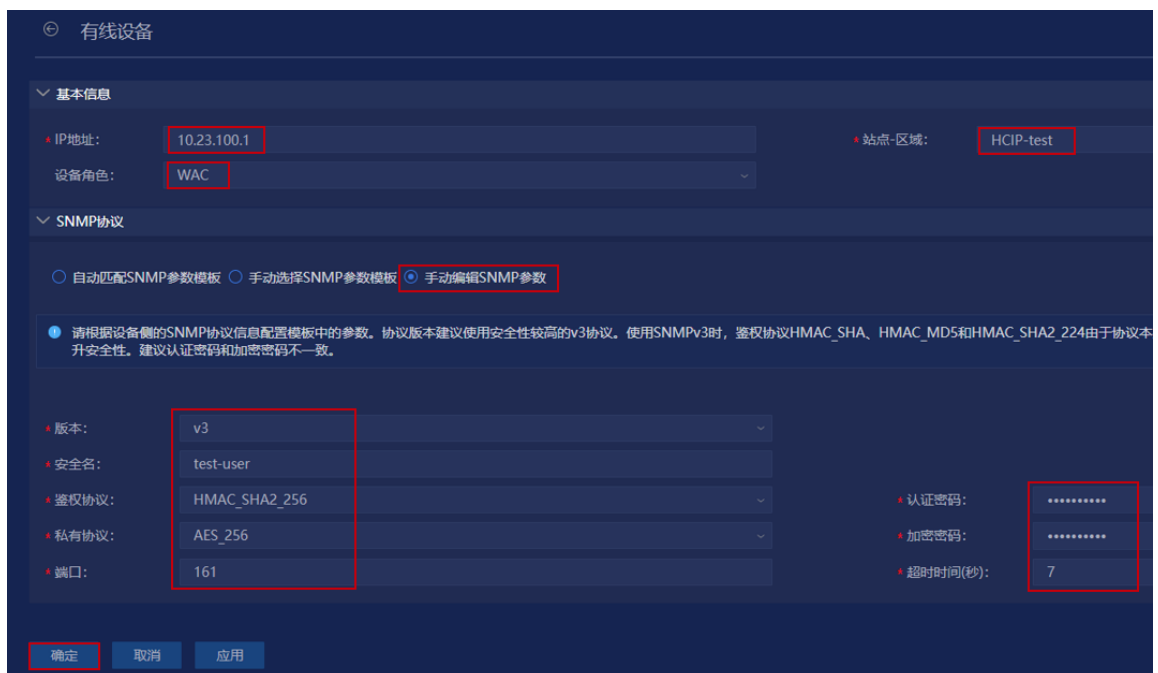 有线设备
基本信息
* IP地址: 10.23.100.1 * 站点-区域: HCIP-test
设备角色: WAC
SNMP协议
自动匹配SNMP参数模板 手动选择SNMP参数模板 手动编辑SNMP参数
请根据设备侧的SNMP协议信息配置模板中的参数。协议版本建议使用安全性较高的v3协议。使用SNMPv3时，鉴权协议HMAC_SHA、HMAC_MD5和HMAC_SHA2_224由于协议本
升安全性。建议认证密码和加密密码不一致。
* 版本: v3
* 安全名: test-user
* 鉴权协议: HMAC_SHA2_256 * 认证密码: ••••••••••
* 私有协议: AES_256 * 加密密码: ••••••••••
* 端口: 161 * 超时时间(秒): 7
确定 取消 应用